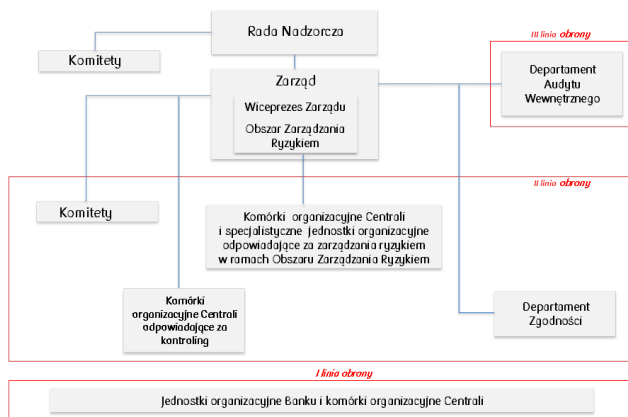 Rada Nadzorcza
Komitety
III linia obrony
Departament
Audytu
Wewnętrznego
Zarząd
Wiceprezes Zarządu
Obszar Zarządzania
Ryzykiem
II linia obrony
Komitety
Komórki organizacyjne Centrali
i specjalistyczne jednostki organizacyjne
odpowiadające za zarządzania ryzykiem
w ramach Obszaru Zarządzania Ryzykiem
Komórki
organizacyjne Centrali
odpowiadające za
kontroling
Departament
Zgodności
I linia obrony
Jednostki organizacyjne Banku i komórki organizacyjne Centrali